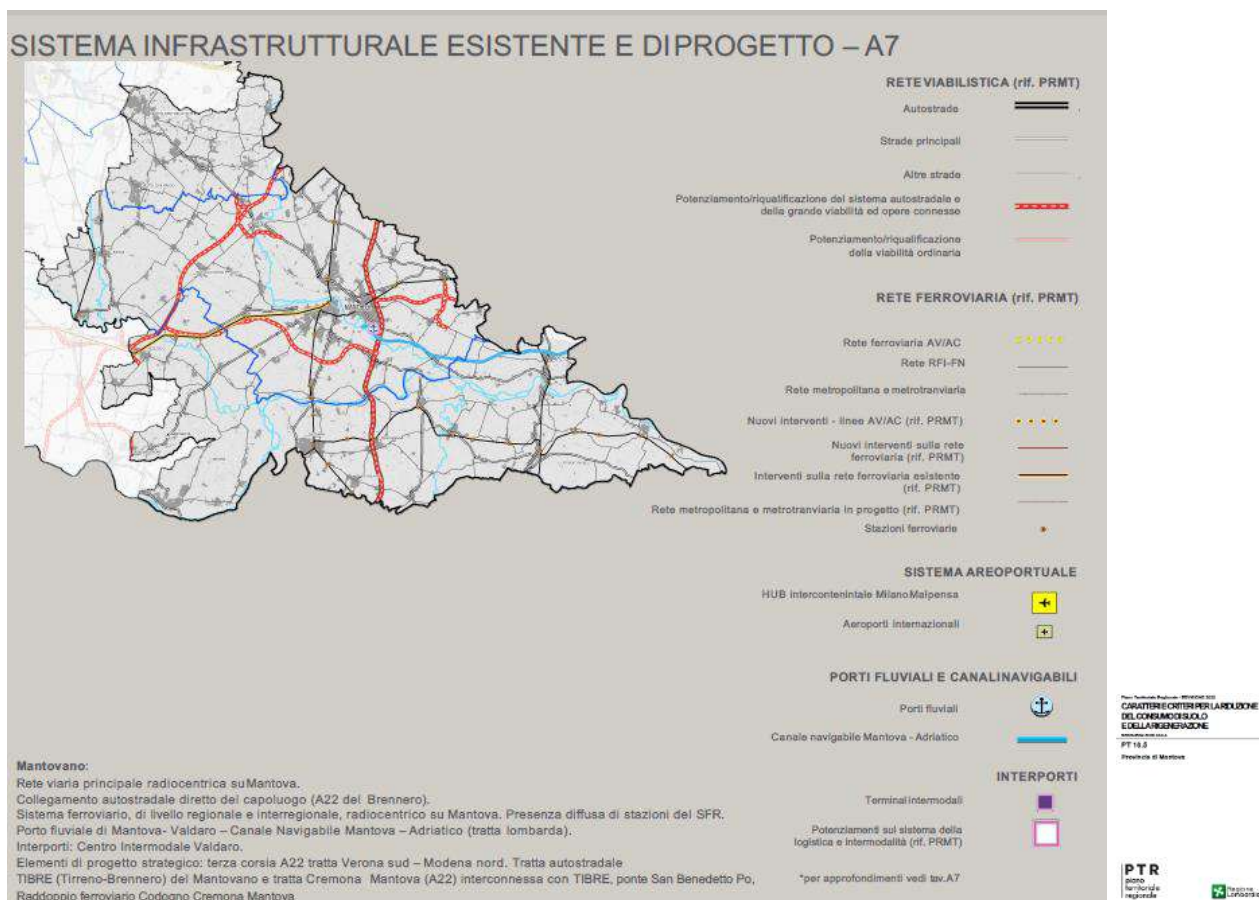 SISTEMA INFRASTRUTTURALE ESISTENTE E DI PROGETTO – A7
RETE VIABILISTICA (rif. PRMT)
Autostrade
Strade principali
Altre strade
Potenziamento/riqualificazione del sistema autostradale e
della grande viabilità ed opere connesse
Potenziamento/riqualificazione
della viabilità ordinaria
RETE FERROVIARIA (rif. PRMT)
Rete ferroviaria AV/AC
Rete RFI-FN
Rete metropolitana e metrotranviaria
Nuovi interventi - linee AV/AC (rif. PRMT)
Nuovi interventi sulla rete
ferroviaria (rif. PRMT)
Interventi sulla rete ferroviaria esistente
(rif. PRMT)
Rete metropolitana e metrotranviaria in progetto (rif. PRMT)
Stazioni ferroviarie
SISTEMA AREOPORTUALE
HUB intercontenintale Milano Malpensa
Aeroporti internazionali
PORTI FLUVIALI E CANALI NAVIGABILI
Porti fluviali
Canale navigabile Mantova - Adriatico
INTERPORTI
Terminal intermodali
Potenziamenti sul sistema della
logistica e intermodalità (rif. PRMT)
*per approfondimenti vedi tav.A7
Mantovano:
Rete viaria principale radiocentrica su Mantova.
Collegamento autostradale diretto del capoluogo (A22 del Brennero).
Sistema ferroviario, di livello regionale e interregionale, radiocentrico su Mantova. Presenza diffusa di stazioni del SFR.
Porto fluviale di Mantova- Valdaro – Canale Navigabile Mantova – Adriatico (tratta lombarda).
Interporti: Centro Intermodale Valdaro.
Elementi di progetto strategico: terza corsia A22 tratta Verona sud – Modena nord. Tratta autostradale
TIBRE (Tirreno-Brennero) del Mantovano e tratta Cremona Mantova (A22) interconnessa con TIBRE, ponte San Benedetto Po,
Raddoppio ferroviario Codogno Cremona Mantova
CARATTERI E CRITERI PER LA RIDUZIONE
DEL CONSUMO DI SUOLO
E DELLA RIGENERAZIONE
Provincia di Mantova
PTR
piano
territoriale
regionale
Regione
Lombardia